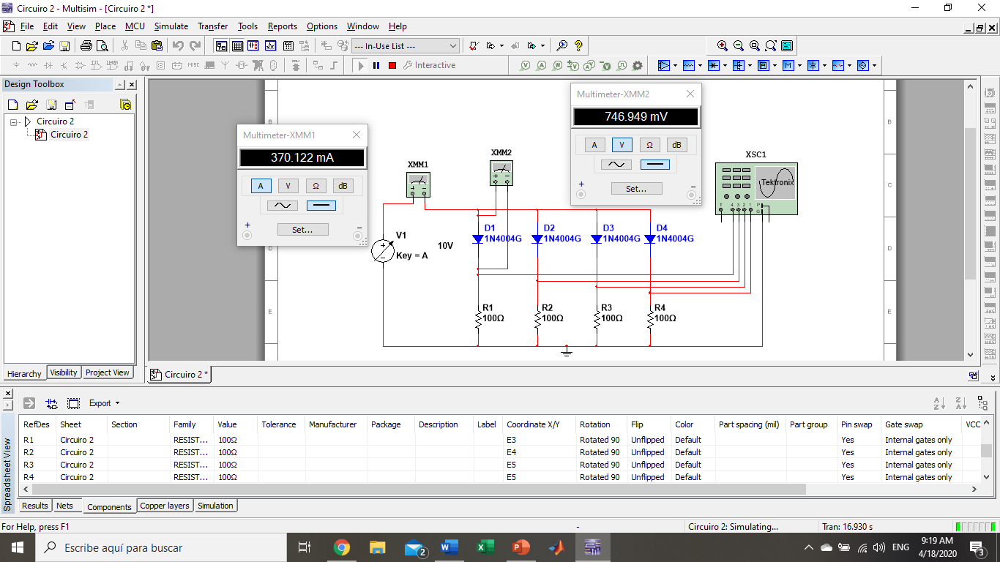 Circuiro 2 - Multisim - [Circuiro 2 *]
File Edit View Place MCU Simulate Transfer Tools Reports Options Window Help
--- In-Use List ---
MISC
Interactive
Design Toolbox
Circuiro 2
Circuiro 2
Hierarchy Visibility Project View
Multimeter-XMM1
370.122 mA
A V Ω dB
+ Set... −
Multimeter-XMM2
746.949 mV
A V Ω dB
+ Set... −
XMM1
XMM2
XSC1
Tektronix
T 4 3 2 1 P G
V1
10V
Key = A
D1 D2 D3 D4
1N4004G 1N4004G 1N4004G 1N4004G
R1 R2 R3 R4
100Ω 100Ω 100Ω 100Ω
B B
C C
D D
E E
Circuiro 2 *
Spreadsheet View
Export
RefDes Sheet Section Family Value Tolerance Manufacturer Package Description Label Coordinate X/Y Rotation Flip Color Part spacing (mil) Part group Pin swap Gate swap VCC
R1 Circuiro 2 RESIST... 100Ω E3 Rotated 90 Unflipped Default Yes Internal gates only
R2 Circuiro 2 RESIST... 100Ω E4 Rotated 90 Unflipped Default Yes Internal gates only
R3 Circuiro 2 RESIST... 100Ω E5 Rotated 90 Unflipped Default Yes Internal gates only
R4 Circuiro 2 RESIST... 100Ω E5 Rotated 90 Unflipped Default Yes Internal gates only
Results Nets Components Copper layers Simulation
For Help, press F1 - Circuiro 2: Simulating... Tran: 16.930 s
Escribe aquí para buscar
2
ENG
9:19 AM
4/18/2020
3